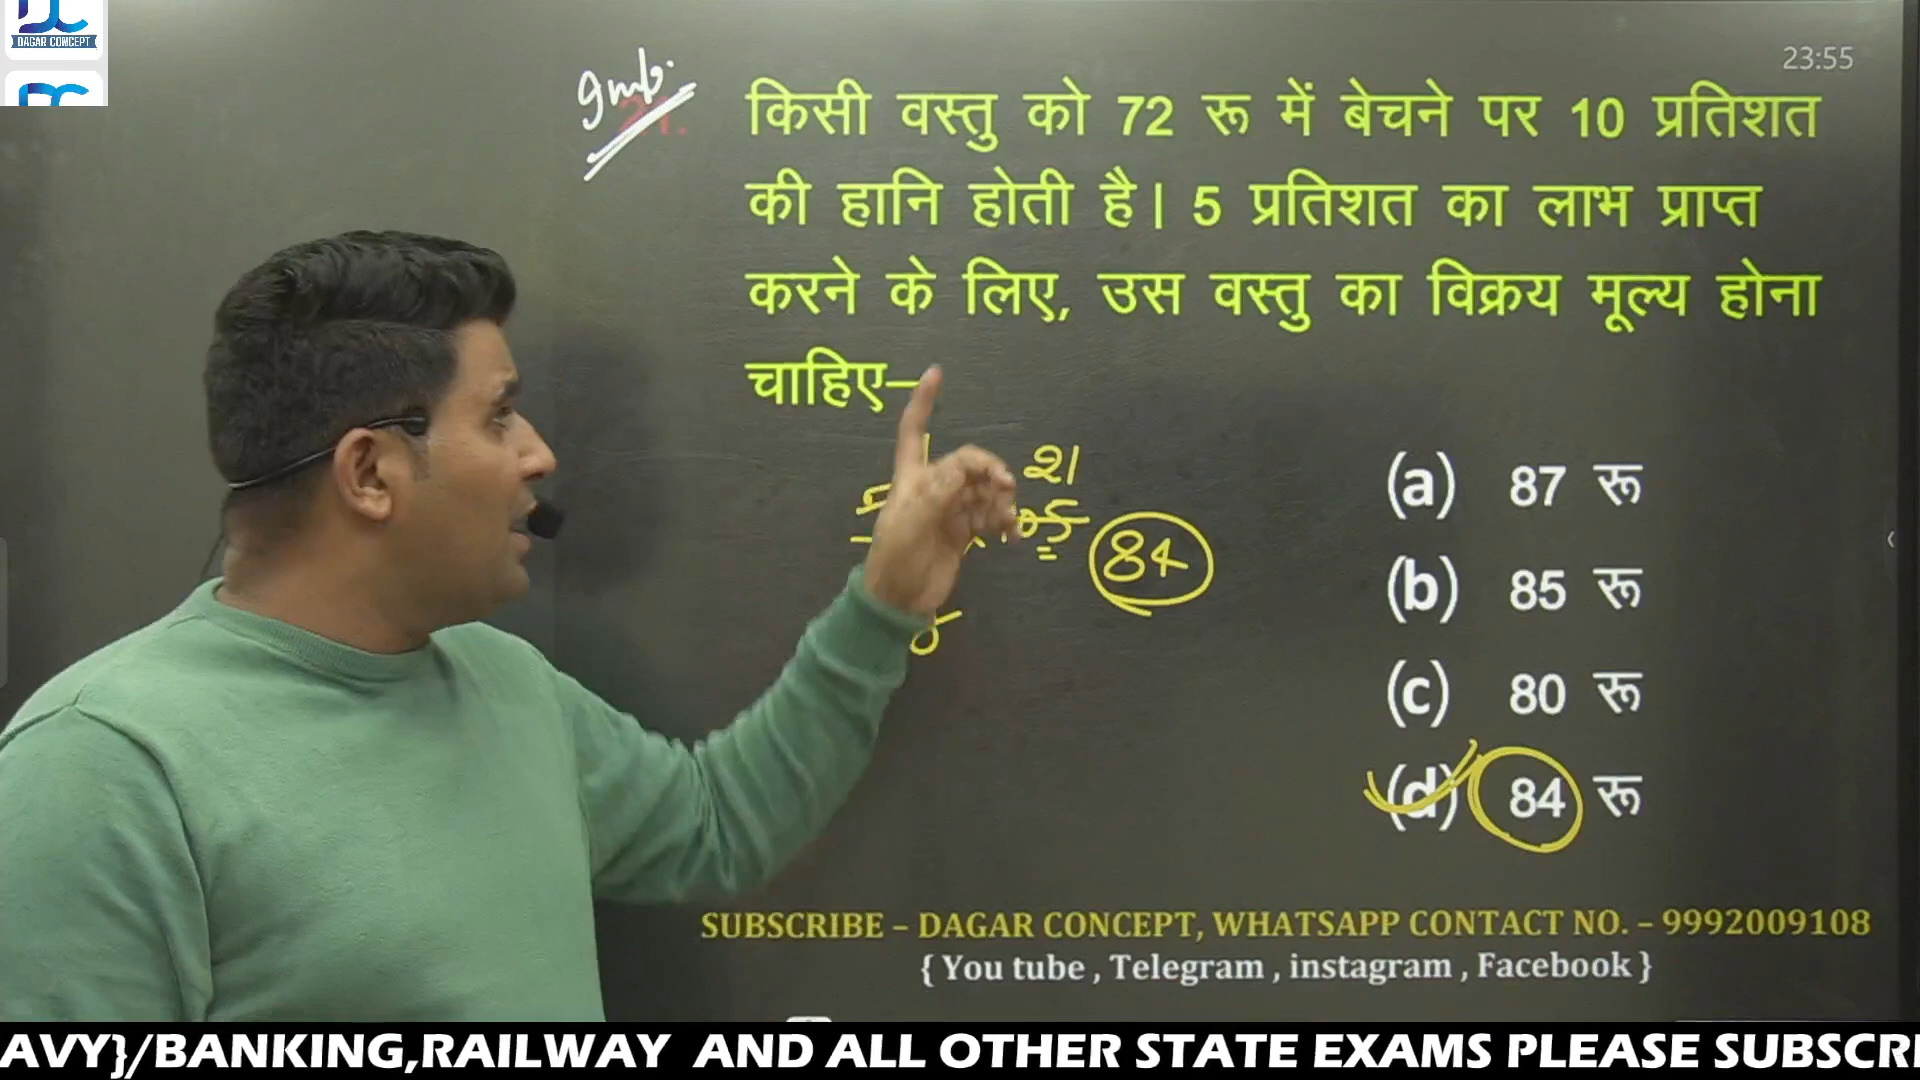 DAGAR CONCEPT
23:55
Imp.
21.
किसी वस्तु को 72 रू में बेचने पर 10 प्रतिशत
की हानि होती है| 5 प्रतिशत का लाभ प्राप्त
करने के लिए, उस वस्तु का विक्रय मूल्य होना
चाहिए–
21
84
(a) 87 रू
(b) 85 रू
(c) 80 रू
(d) 84 रू
SUBSCRIBE – DAGAR CONCEPT, WHATSAPP CONTACT NO. – 9992009108
{ You tube , Telegram , instagram , Facebook }
AVY}/BANKING,RAILWAY AND ALL OTHER STATE EXAMS PLEASE SUBSCRI